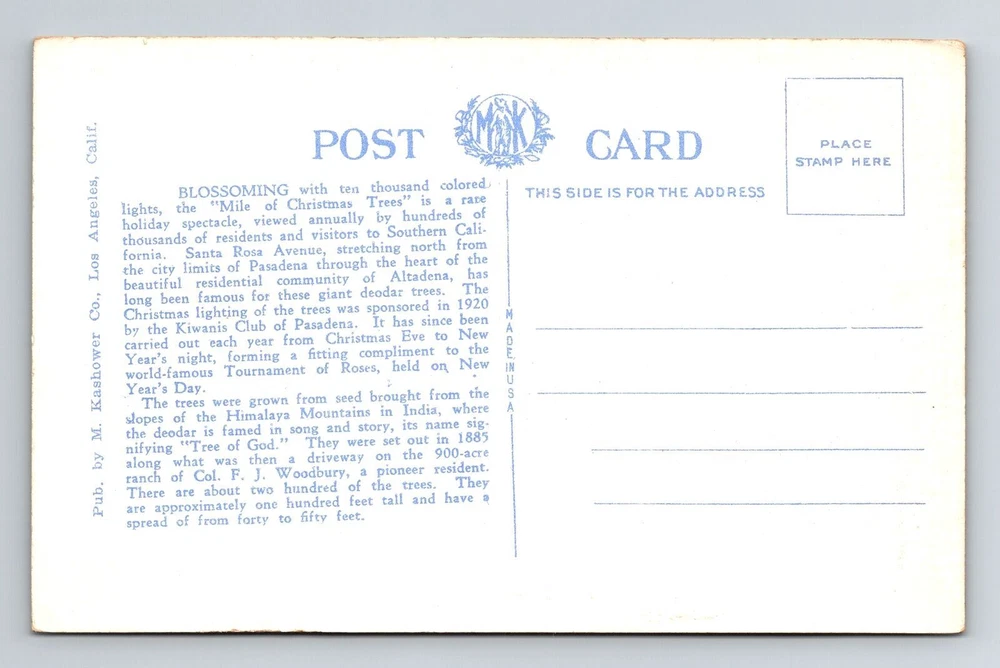 POST CARD
MK
PLACE
STAMP HERE
THIS SIDE IS FOR THE ADDRESS
BLOSSOMING with ten thousand colored
lights, the "Mile of Christmas Trees" is a rare
holiday spectacle, viewed annually by hundreds of
thousands of residents and visitors to Southern Cali-
fornia. Santa Rosa Avenue, stretching north from
the city limits of Pasadena through the heart of the
beautiful residential community of Altadena, has
long been famous for these giant deodar trees. The
Christmas lighting of the trees was sponsored in 1920
by the Kiwanis Club of Pasadena. It has since been
carried out each year from Christmas Eve to New
Year's night, forming a fitting compliment to the
world-famous Tournament of Roses, held on New
Year's Day.
The trees were grown from seed brought from the
slopes of the Himalaya Mountains in India, where
the deodar is famed in song and story, its name sig-
nifying "Tree of God." They were set out in 1885
along what was then a driveway on the 900-acre
ranch of Col. F. J. Woodbury, a pioneer resident.
There are about two hundred of the trees. They
are approximately one hundred feet tall and have a
spread of from forty to fifty feet.
Pub. by M. Kashower Co., Los Angeles, Calif.
MADE IN USA